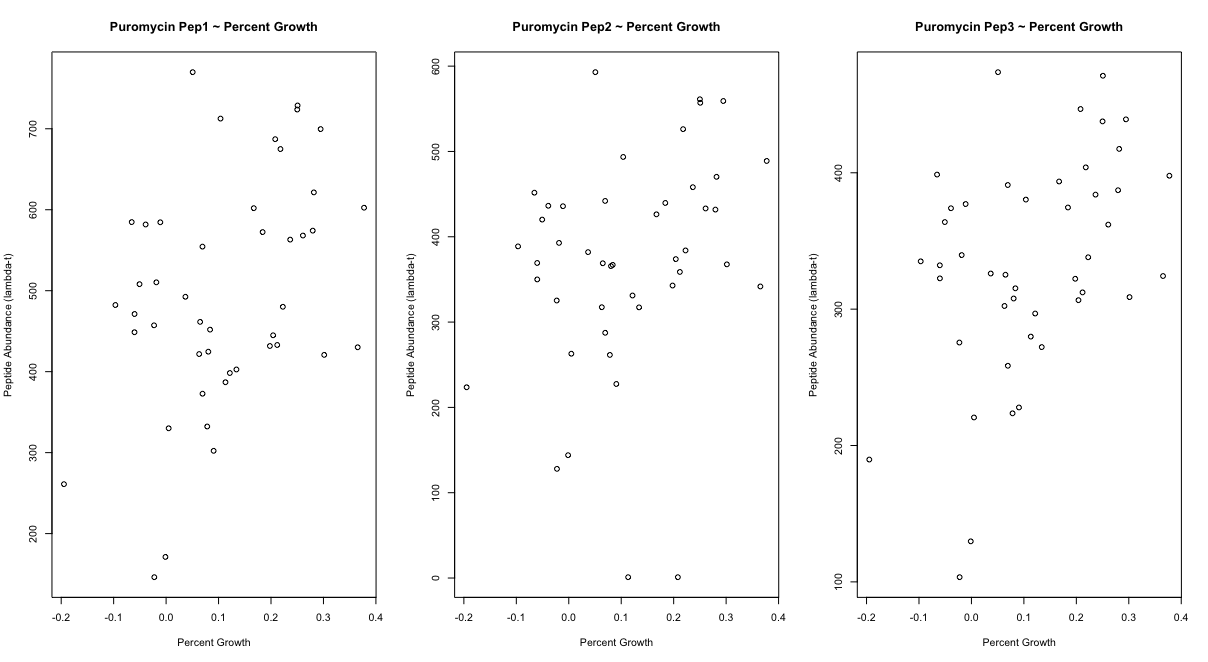 Puromycin Pep1 ~ Percent Growth
Peptide Abundance (lambda-t)
700
600
500
400
300
200
-0.2 -0.1 0.0 0.1 0.2 0.3 0.4
Percent Growth
Puromycin Pep2 ~ Percent Growth
Peptide Abundance (lambda-t)
600
500
400
300
200
100
0
-0.2 -0.1 0.0 0.1 0.2 0.3 0.4
Percent Growth
Puromycin Pep3 ~ Percent Growth
Peptide Abundance (lambda-t)
400
300
200
100
-0.2 -0.1 0.0 0.1 0.2 0.3 0.4
Percent Growth